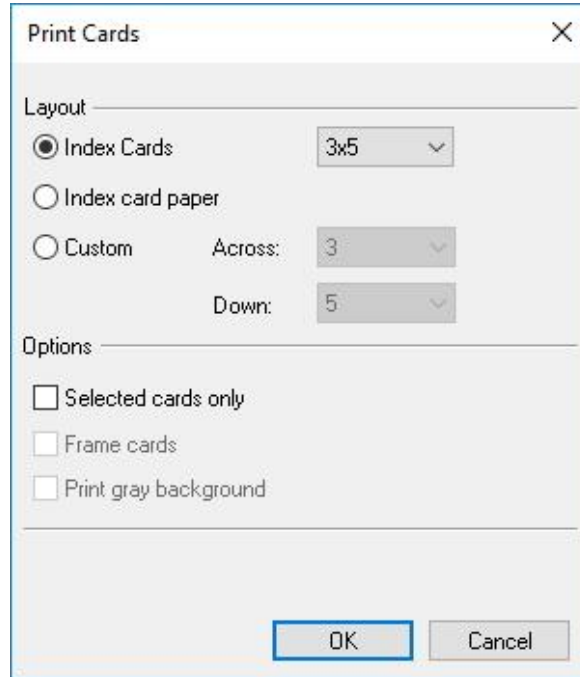 Print Cards
Layout
Index Cards 3x5
Index card paper
Custom Across: 3
Down: 5
Options
Selected cards only
Frame cards
Print gray background
OK Cancel